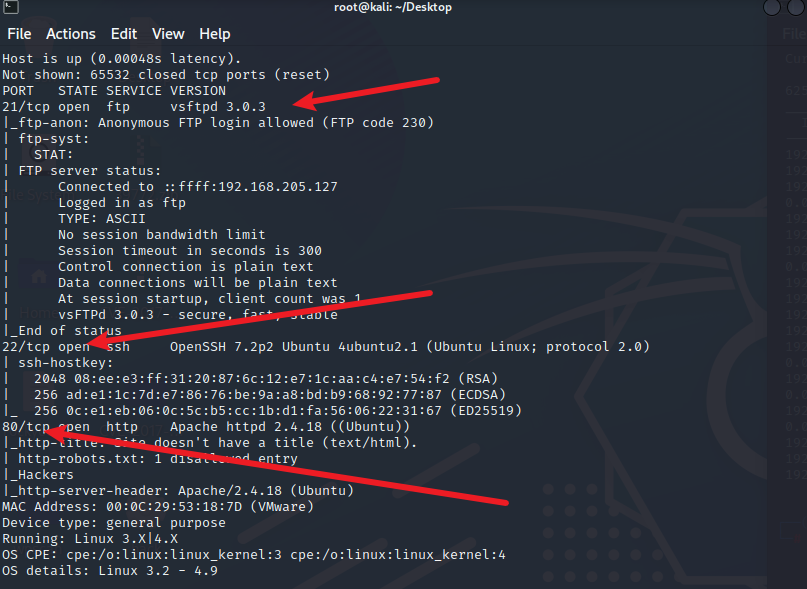 root@kali: ~/Desktop
File Actions Edit View Help
Host is up (0.00048s latency).
Not shown: 65532 closed tcp ports (reset)
PORT   STATE SERVICE VERSION
21/tcp open  ftp     vsftpd 3.0.3
|_ftp-anon: Anonymous FTP login allowed (FTP code 230)
| ftp-syst:
|   STAT:
| FTP server status:
|      Connected to ::ffff:192.168.205.127
|      Logged in as ftp
|      TYPE: ASCII
|      No session bandwidth limit
|      Session timeout in seconds is 300
|      Control connection is plain text
|      Data connections will be plain text
|      At session startup, client count was 1
|      vsFTPd 3.0.3 - secure, fast, stable
|_End of status
22/tcp open  ssh     OpenSSH 7.2p2 Ubuntu 4ubuntu2.1 (Ubuntu Linux; protocol 2.0)
| ssh-hostkey:
|   2048 08:ee:e3:ff:31:20:87:6c:12:e7:1c:aa:c4:e7:54:f2 (RSA)
|   256 ad:e1:1c:7d:e7:86:76:be:9a:a8:bd:b9:68:92:77:87 (ECDSA)
|_  256 0c:e1:eb:06:0c:5c:b5:cc:1b:d1:fa:56:06:22:31:67 (ED25519)
80/tcp open  http    Apache httpd 2.4.18 ((Ubuntu))
|_http-title: Site doesn't have a title (text/html).
| http-robots.txt: 1 disallowed entry
|_Hackers
|_http-server-header: Apache/2.4.18 (Ubuntu)
MAC Address: 00:0C:29:53:18:7D (VMware)
Device type: general purpose
Running: Linux 3.X|4.X
OS CPE: cpe:/o:linux:linux_kernel:3 cpe:/o:linux:linux_kernel:4
OS details: Linux 3.2 - 4.9